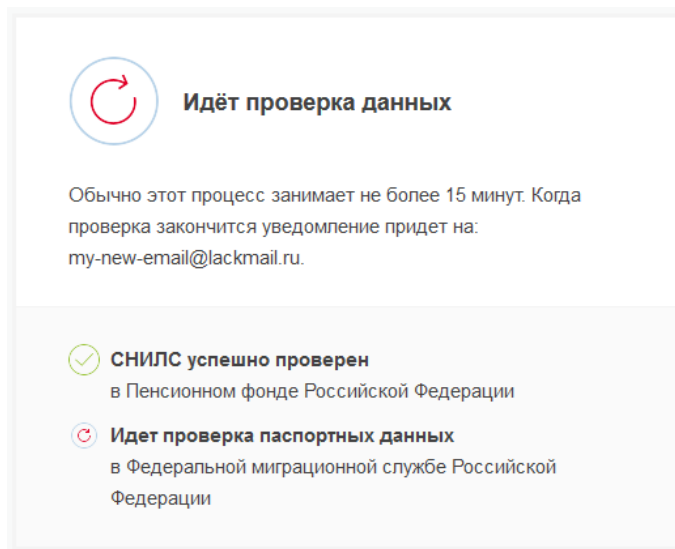 Идёт проверка данных
Обычно этот процесс занимает не более 15 минут. Когда
проверка закончится уведомление придет на:
my-new-email@lackmail.ru.
СНИЛС успешно проверен
в Пенсионном фонде Российской Федерации
Идет проверка паспортных данных
в Федеральной миграционной службе Российской
Федерации